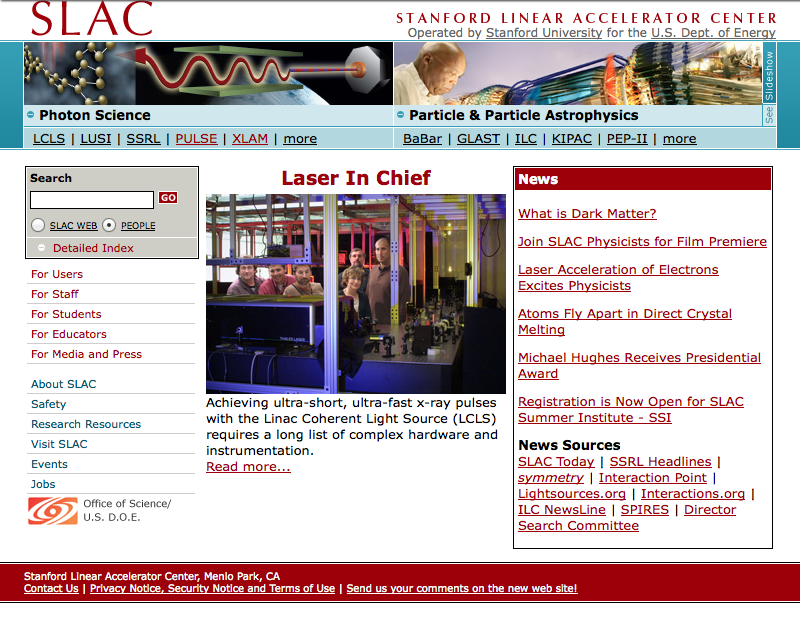 SLAC
STANFORD LINEAR ACCELERATOR CENTER
Operated by Stanford University for the U.S. Dept. of Energy
See Slideshow
Photon Science
Particle & Particle Astrophysics
LCLS | LUSI | SSRL | PULSE | XLAM | more
BaBar | GLAST | ILC | KIPAC | PEP-II | more
Search
GO
SLAC WEB PEOPLE
Detailed Index
For Users
For Staff
For Students
For Educators
For Media and Press
About SLAC
Safety
Research Resources
Visit SLAC
Events
Jobs
Office of Science/
U.S. D.O.E.
Laser In Chief
Achieving ultra-short, ultra-fast x-ray pulses
with the Linac Coherent Light Source (LCLS)
requires a long list of complex hardware and
instrumentation.
Read more...
News
What is Dark Matter?
Join SLAC Physicists for Film Premiere
Laser Acceleration of Electrons
Excites Physicists
Atoms Fly Apart in Direct Crystal
Melting
Michael Hughes Receives Presidential
Award
Registration is Now Open for SLAC
Summer Institute - SSI
News Sources
SLAC Today | SSRL Headlines |
symmetry | Interaction Point |
Lightsources.org | Interactions.org |
ILC NewsLine | SPIRES | Director
Search Committee
Stanford Linear Accelerator Center, Menlo Park, CA
Contact Us | Privacy Notice, Security Notice and Terms of Use | Send us your comments on the new web site!